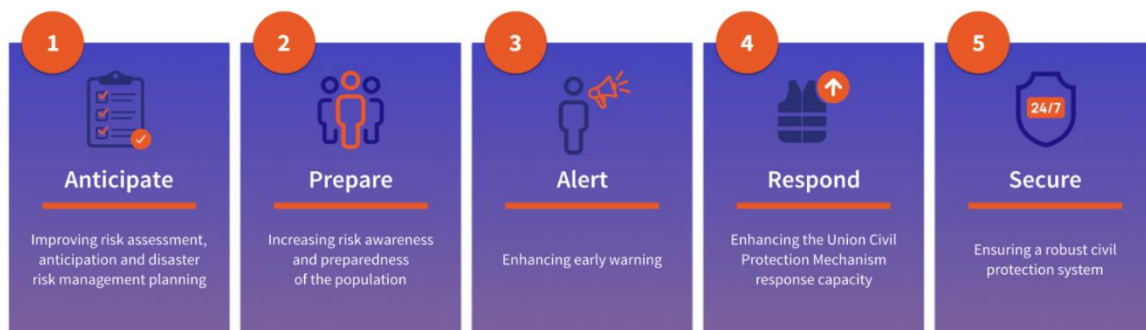 1
Anticipate
Improving risk assessment,
anticipation and disaster
risk management planning
2
Prepare
Increasing risk awareness
and preparedness
of the population
3
Alert
Enhancing early warning
4
Respond
Enhancing the Union Civil
Protection Mechanism
response capacity
5
24/7
Secure
Ensuring a robust civil
protection system